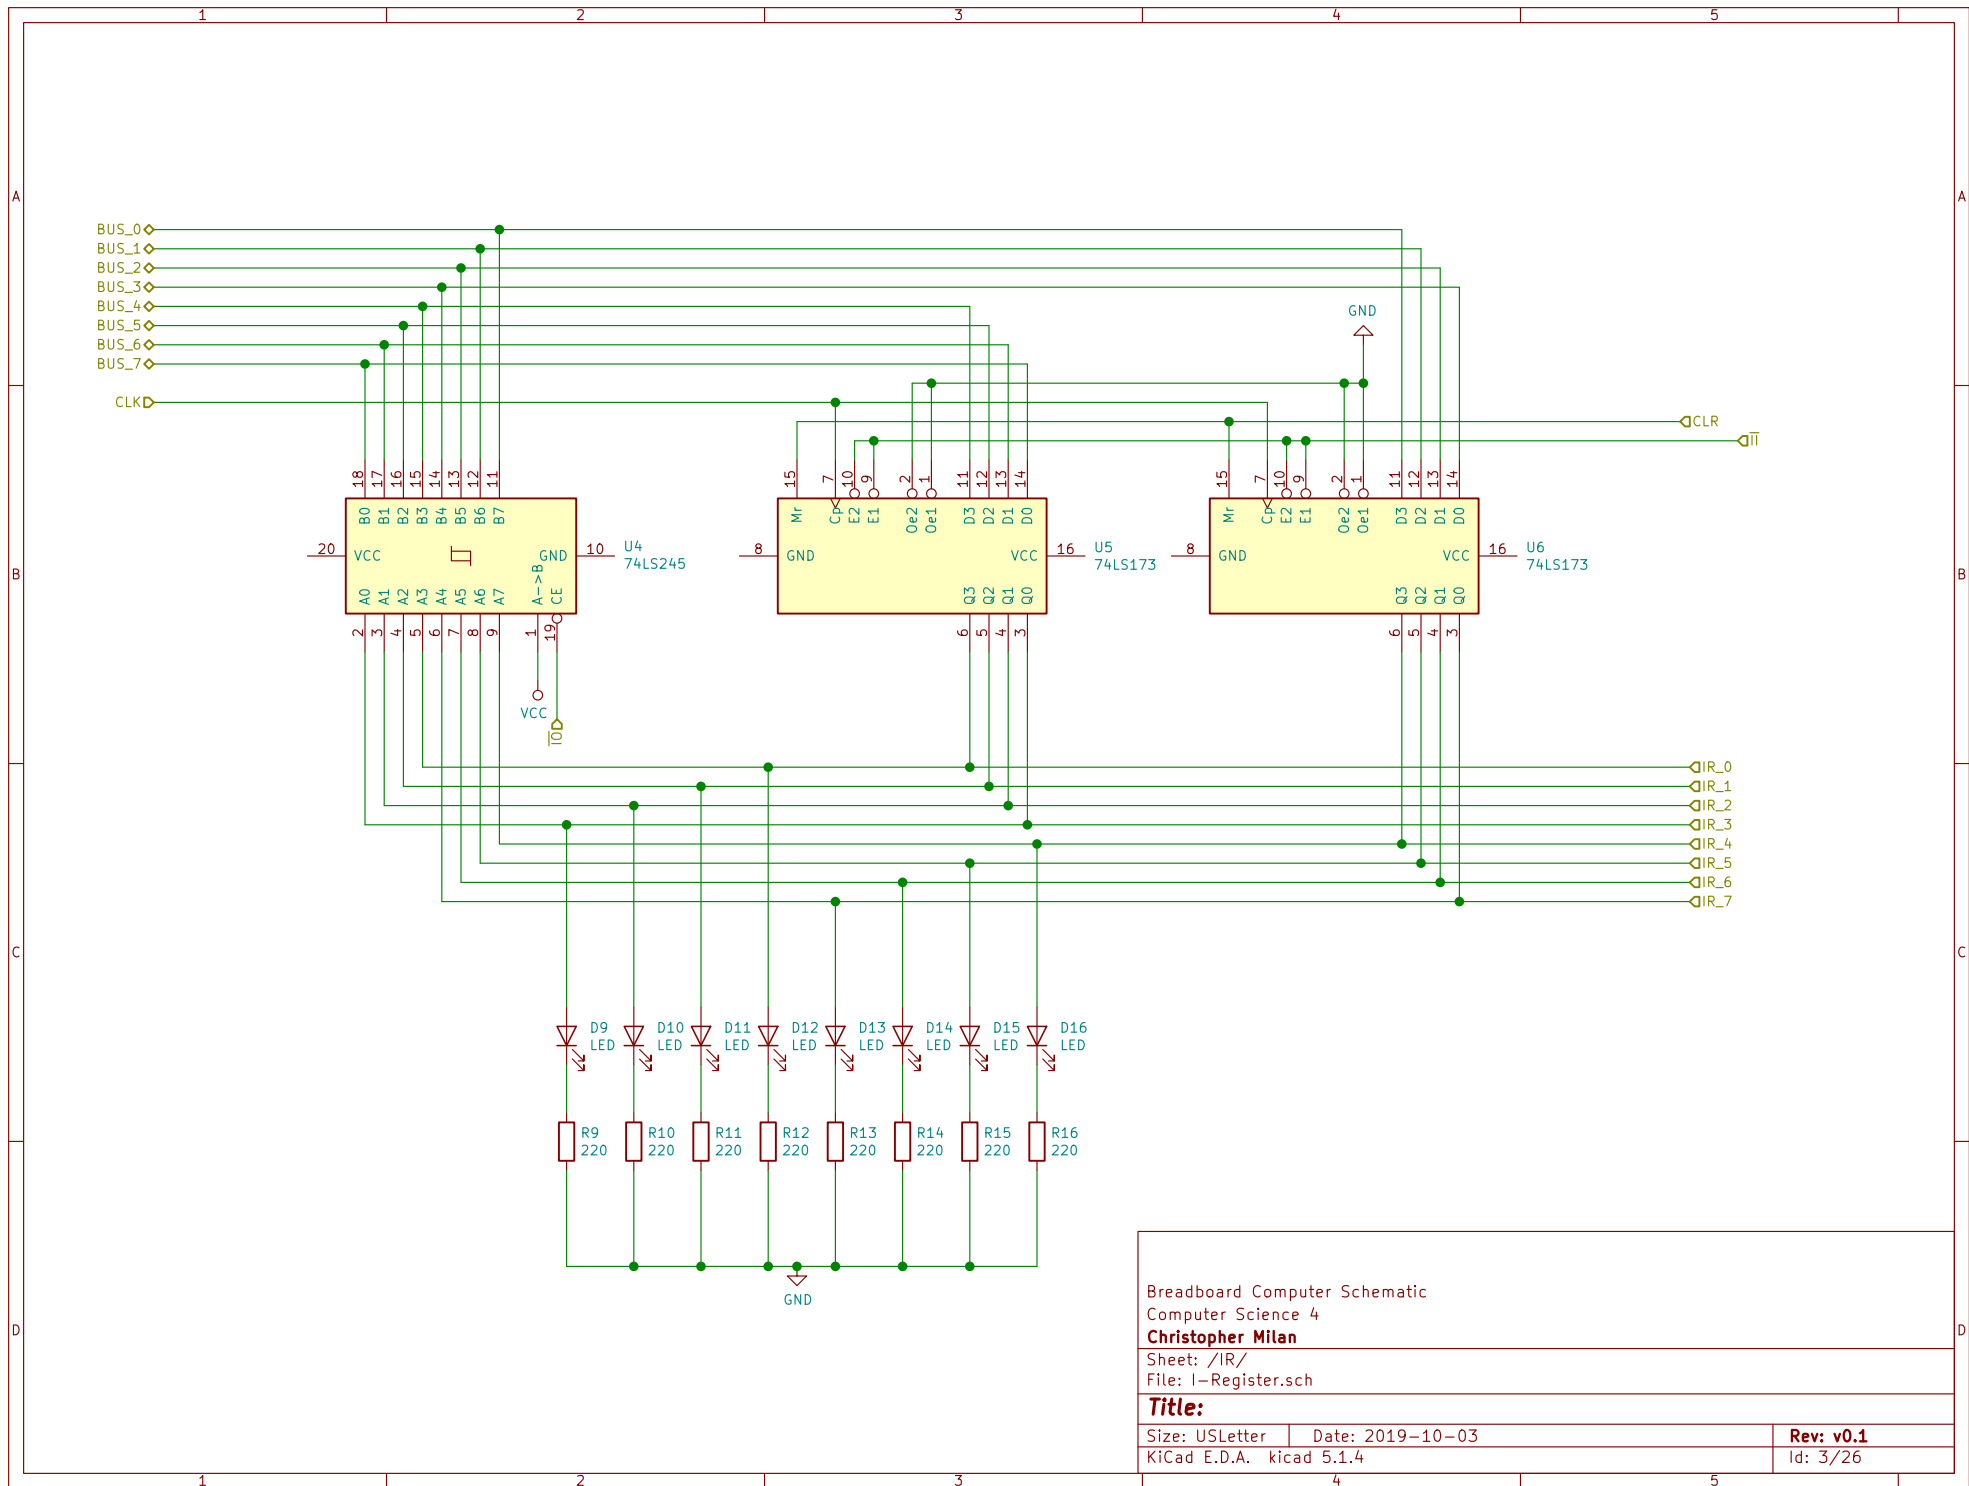 1 2 3 4 5
A A
BUS_0
BUS_1
BUS_2
BUS_3
BUS_4
BUS_5
BUS_6
BUS_7
GND
CLK
CLR
II
18 17 16 15 14 13 12 11
15 7 10 9 2 1 11 12 13 14
15 7 10 9 2 1 11 12 13 14
B0 B1 B2 B3 B4 B5 B6 B7
Mr Cp E2 E1 Oe2 Oe1 D3 D2 D1 D0
Mr Cp E2 E1 Oe2 Oe1 D3 D2 D1 D0
20 VCC GND 10
U4
74LS245
8 GND VCC 16
U5
74LS173
8 GND VCC 16
U6
74LS173
B B
A0 A1 A2 A3 A4 A5 A6 A7 A->B CE
Q3 Q2 Q1 Q0
Q3 Q2 Q1 Q0
2 3 4 5 6 7 8 9 1 19
6 5 4 3
6 5 4 3
VCC
IO
IR_0
IR_1
IR_2
IR_3
IR_4
IR_5
IR_6
IR_7
C C
D9 D10 D11 D12 D13 D14 D15 D16
LED LED LED LED LED LED LED LED
R9 R10 R11 R12 R13 R14 R15 R16
220 220 220 220 220 220 220 220
GND
D D
Breadboard Computer Schematic
Computer Science 4
Christopher Milan
Sheet: /IR/
File: I-Register.sch
Title:
Size: USLetter Date: 2019-10-03 Rev: v0.1
KiCad E.D.A. kicad 5.1.4 Id: 3/26
1 2 3 4 5